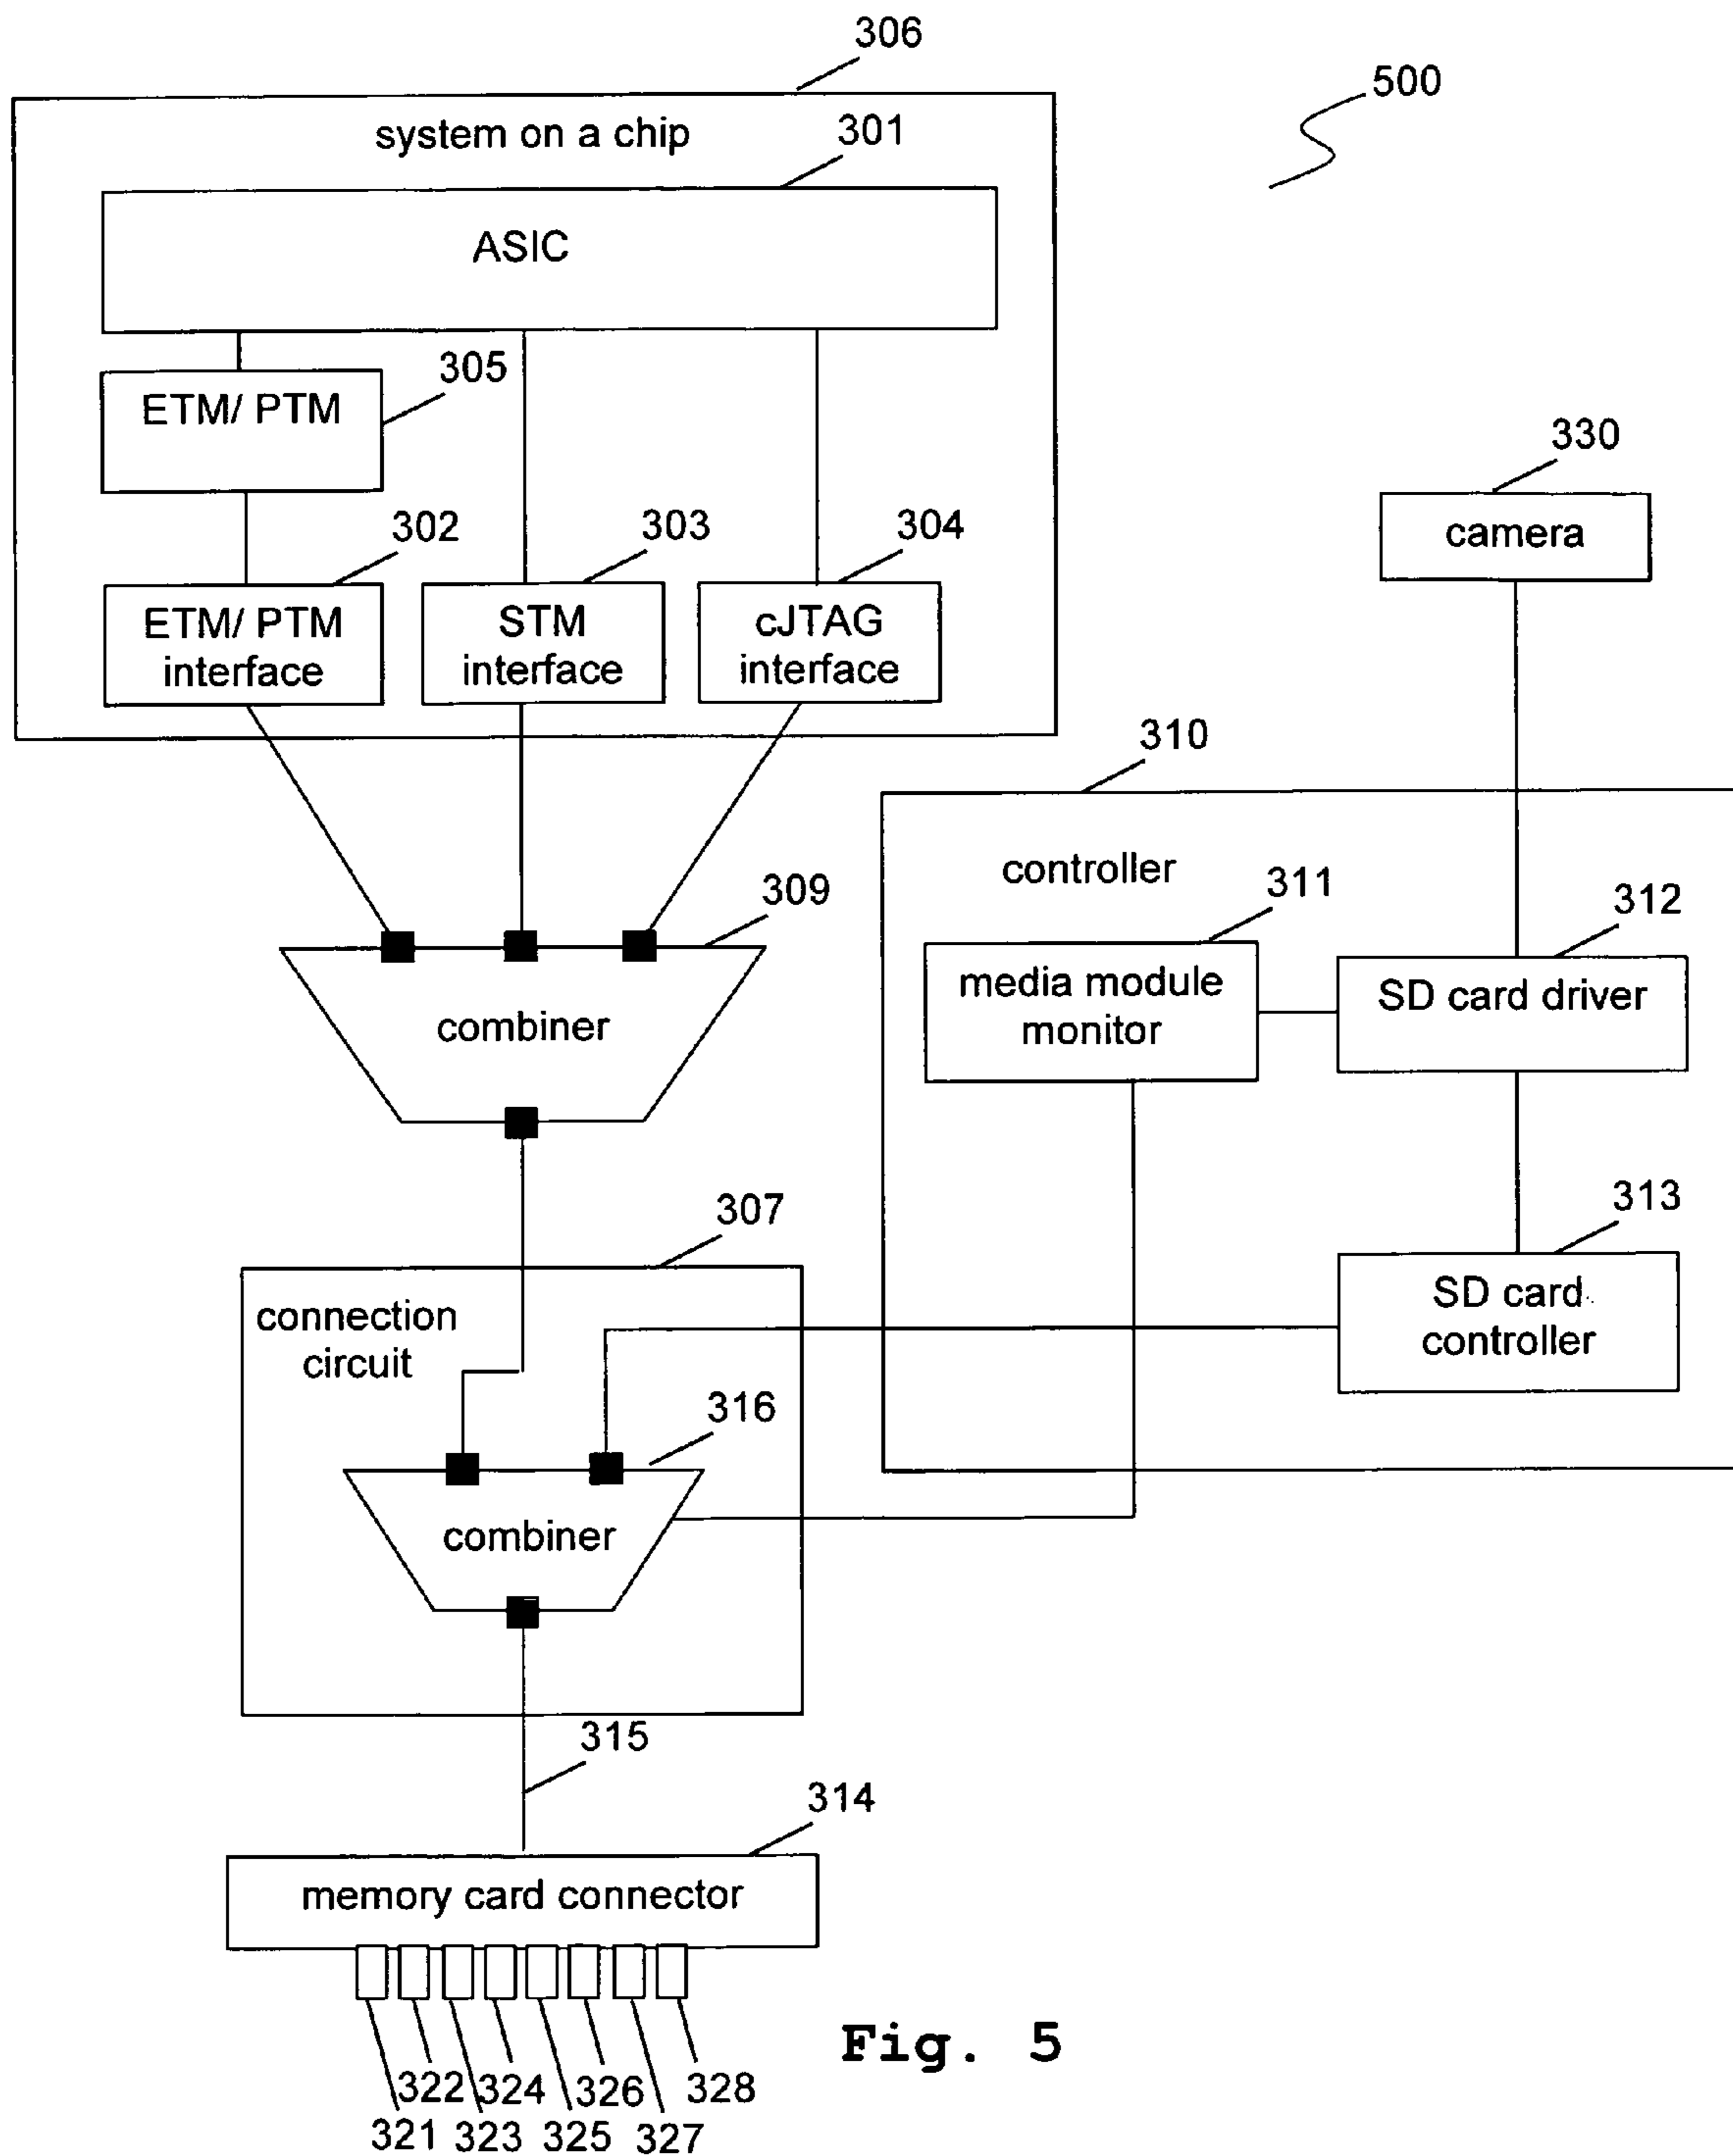 306
500
system on a chip
301
ASIC
305
ETM/ PTM
330
camera
302
303
304
ETM/ PTM
interface
STM
interface
cJTAG
interface
310
controller
311
312
309
media module
monitor
SD card driver
combiner
307
313
connection
circuit
SD card
controller
316
combiner
315
314
memory card connector
Fig. 5
322
324
326
328
321
323
325
327